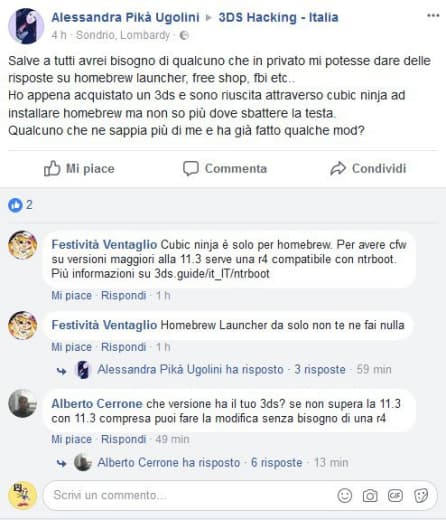 Alessandra Pikà Ugolini ▸ 3DS Hacking - Italia
4 h · Sondrio, Lombardy ·
Salve a tutti avrei bisogno di qualcuno che in privato mi potesse dare delle
risposte su homebrew launcher, free shop, fbi etc..
Ho appena acquistato un 3ds e sono riuscita attraverso cubic ninja ad
installare homebrew ma non so più dove sbattere la testa.
Qualcuno che ne sappia più di me e ha già fatto qualche mod?
Mi piace Commenta Condividi
2
Festività Ventaglio Cubic ninja è solo per homebrew. Per avere cfw
su versioni maggiori alla 11.3 serve una r4 compatibile con ntrboot.
Più informazioni su 3ds.guide/it_IT/ntrboot
Mi piace · Rispondi · 1 h
Festività Ventaglio Homebrew Launcher da solo non te ne fai nulla
Mi piace · Rispondi · 1 h
Alessandra Pikà Ugolini ha risposto · 3 risposte · 59 min
Alberto Cerrone che versione ha il tuo 3ds? se non supera la 11.3
con 11.3 compresa puoi fare la modifica senza bisogno di una r4
Mi piace · Rispondi · 49 min
Alberto Cerrone ha risposto · 6 risposte · 13 min
Scrivi un commento...
GIF